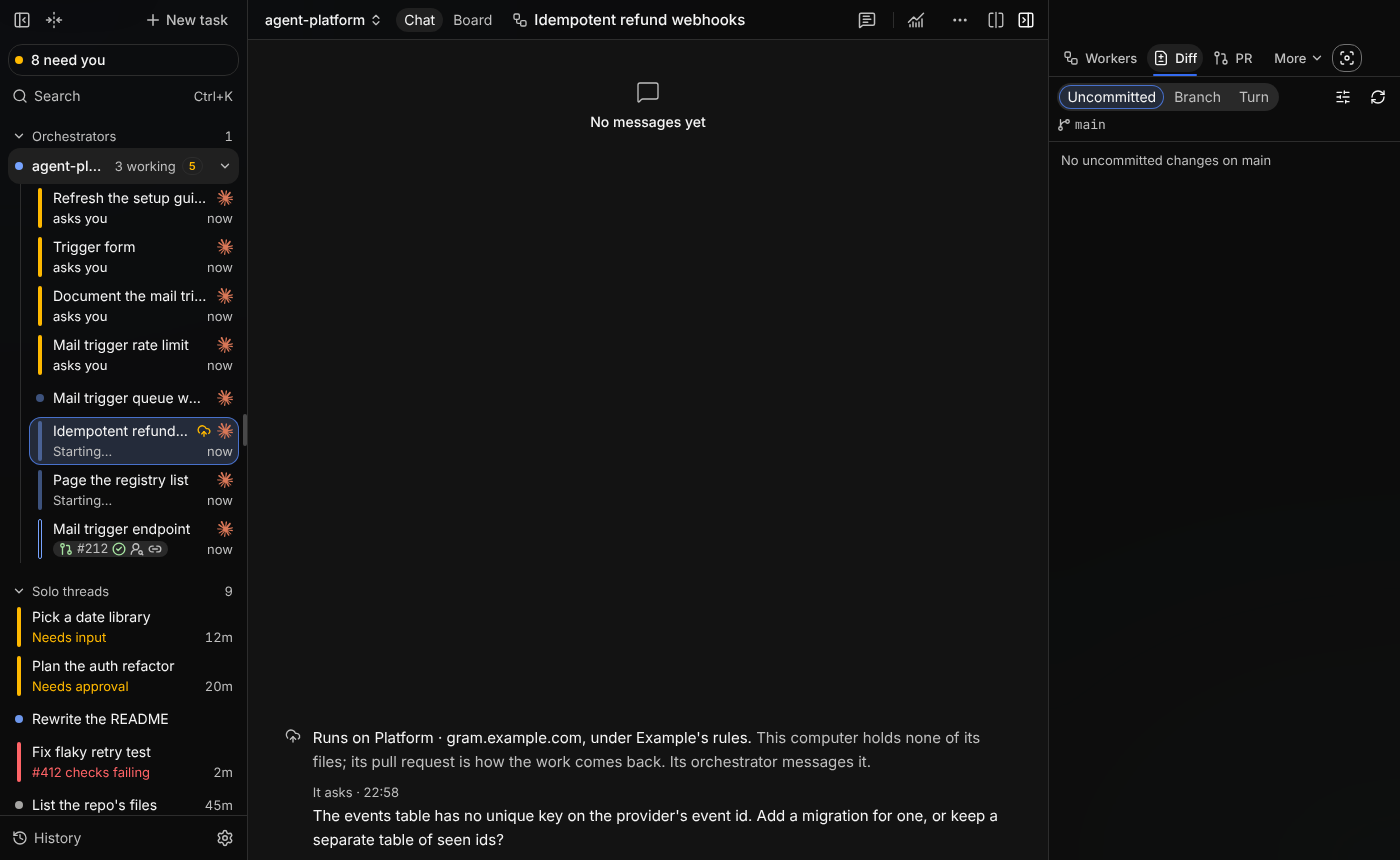 New task
8 need you
Search Ctrl+K
Orchestrators 1
agent-pl... 3 working 5
Refresh the setup gui...
asks you now
Trigger form
asks you now
Document the mail tri...
asks you now
Mail trigger rate limit
asks you now
Mail trigger queue w...
Idempotent refund...
Starting... now
Page the registry list
Starting... now
Mail trigger endpoint
#212 now
Solo threads 9
Pick a date library
Needs input 12m
Plan the auth refactor
Needs approval 20m
Rewrite the README
Fix flaky retry test
#412 checks failing 2m
List the repo's files 45m
History
agent-platform Chat Board Idempotent refund webhooks
No messages yet
Runs on Platform · gram.example.com, under Example's rules. This computer holds none of its
files; its pull request is how the work comes back. Its orchestrator messages it.
It asks · 22:58
The events table has no unique key on the provider's event id. Add a migration for one, or keep a
separate table of seen ids?
Workers Diff PR More
Uncommitted Branch Turn
main
No uncommitted changes on main